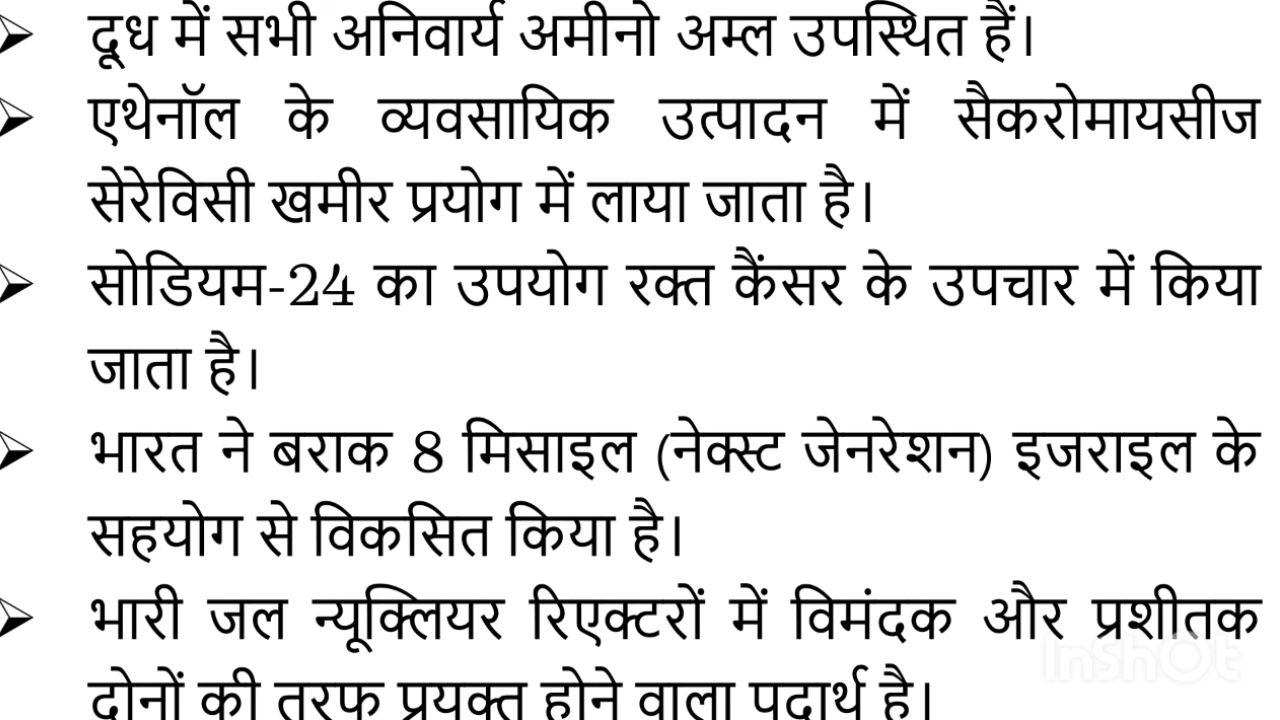 ➢ दूध में सभी अनिवार्य अमीनो अम्ल उपस्थित हैं।
➢ एथेनॉल के व्यवसायिक उत्पादन में सैकरोमायसीज
सेरेविसी खमीर प्रयोग में लाया जाता है।
➢ सोडियम-24 का उपयोग रक्त कैंसर के उपचार में किया
जाता है।
➢ भारत ने बराक 8 मिसाइल (नेक्स्ट जेनरेशन) इजराइल के
सहयोग से विकसित किया है।
➢ भारी जल न्यूक्लियर रिएक्टरों में विमंदक और प्रशीतक
InshOt
दोनों की तरफ प्रयुक्त होने वाला पदार्थ है।